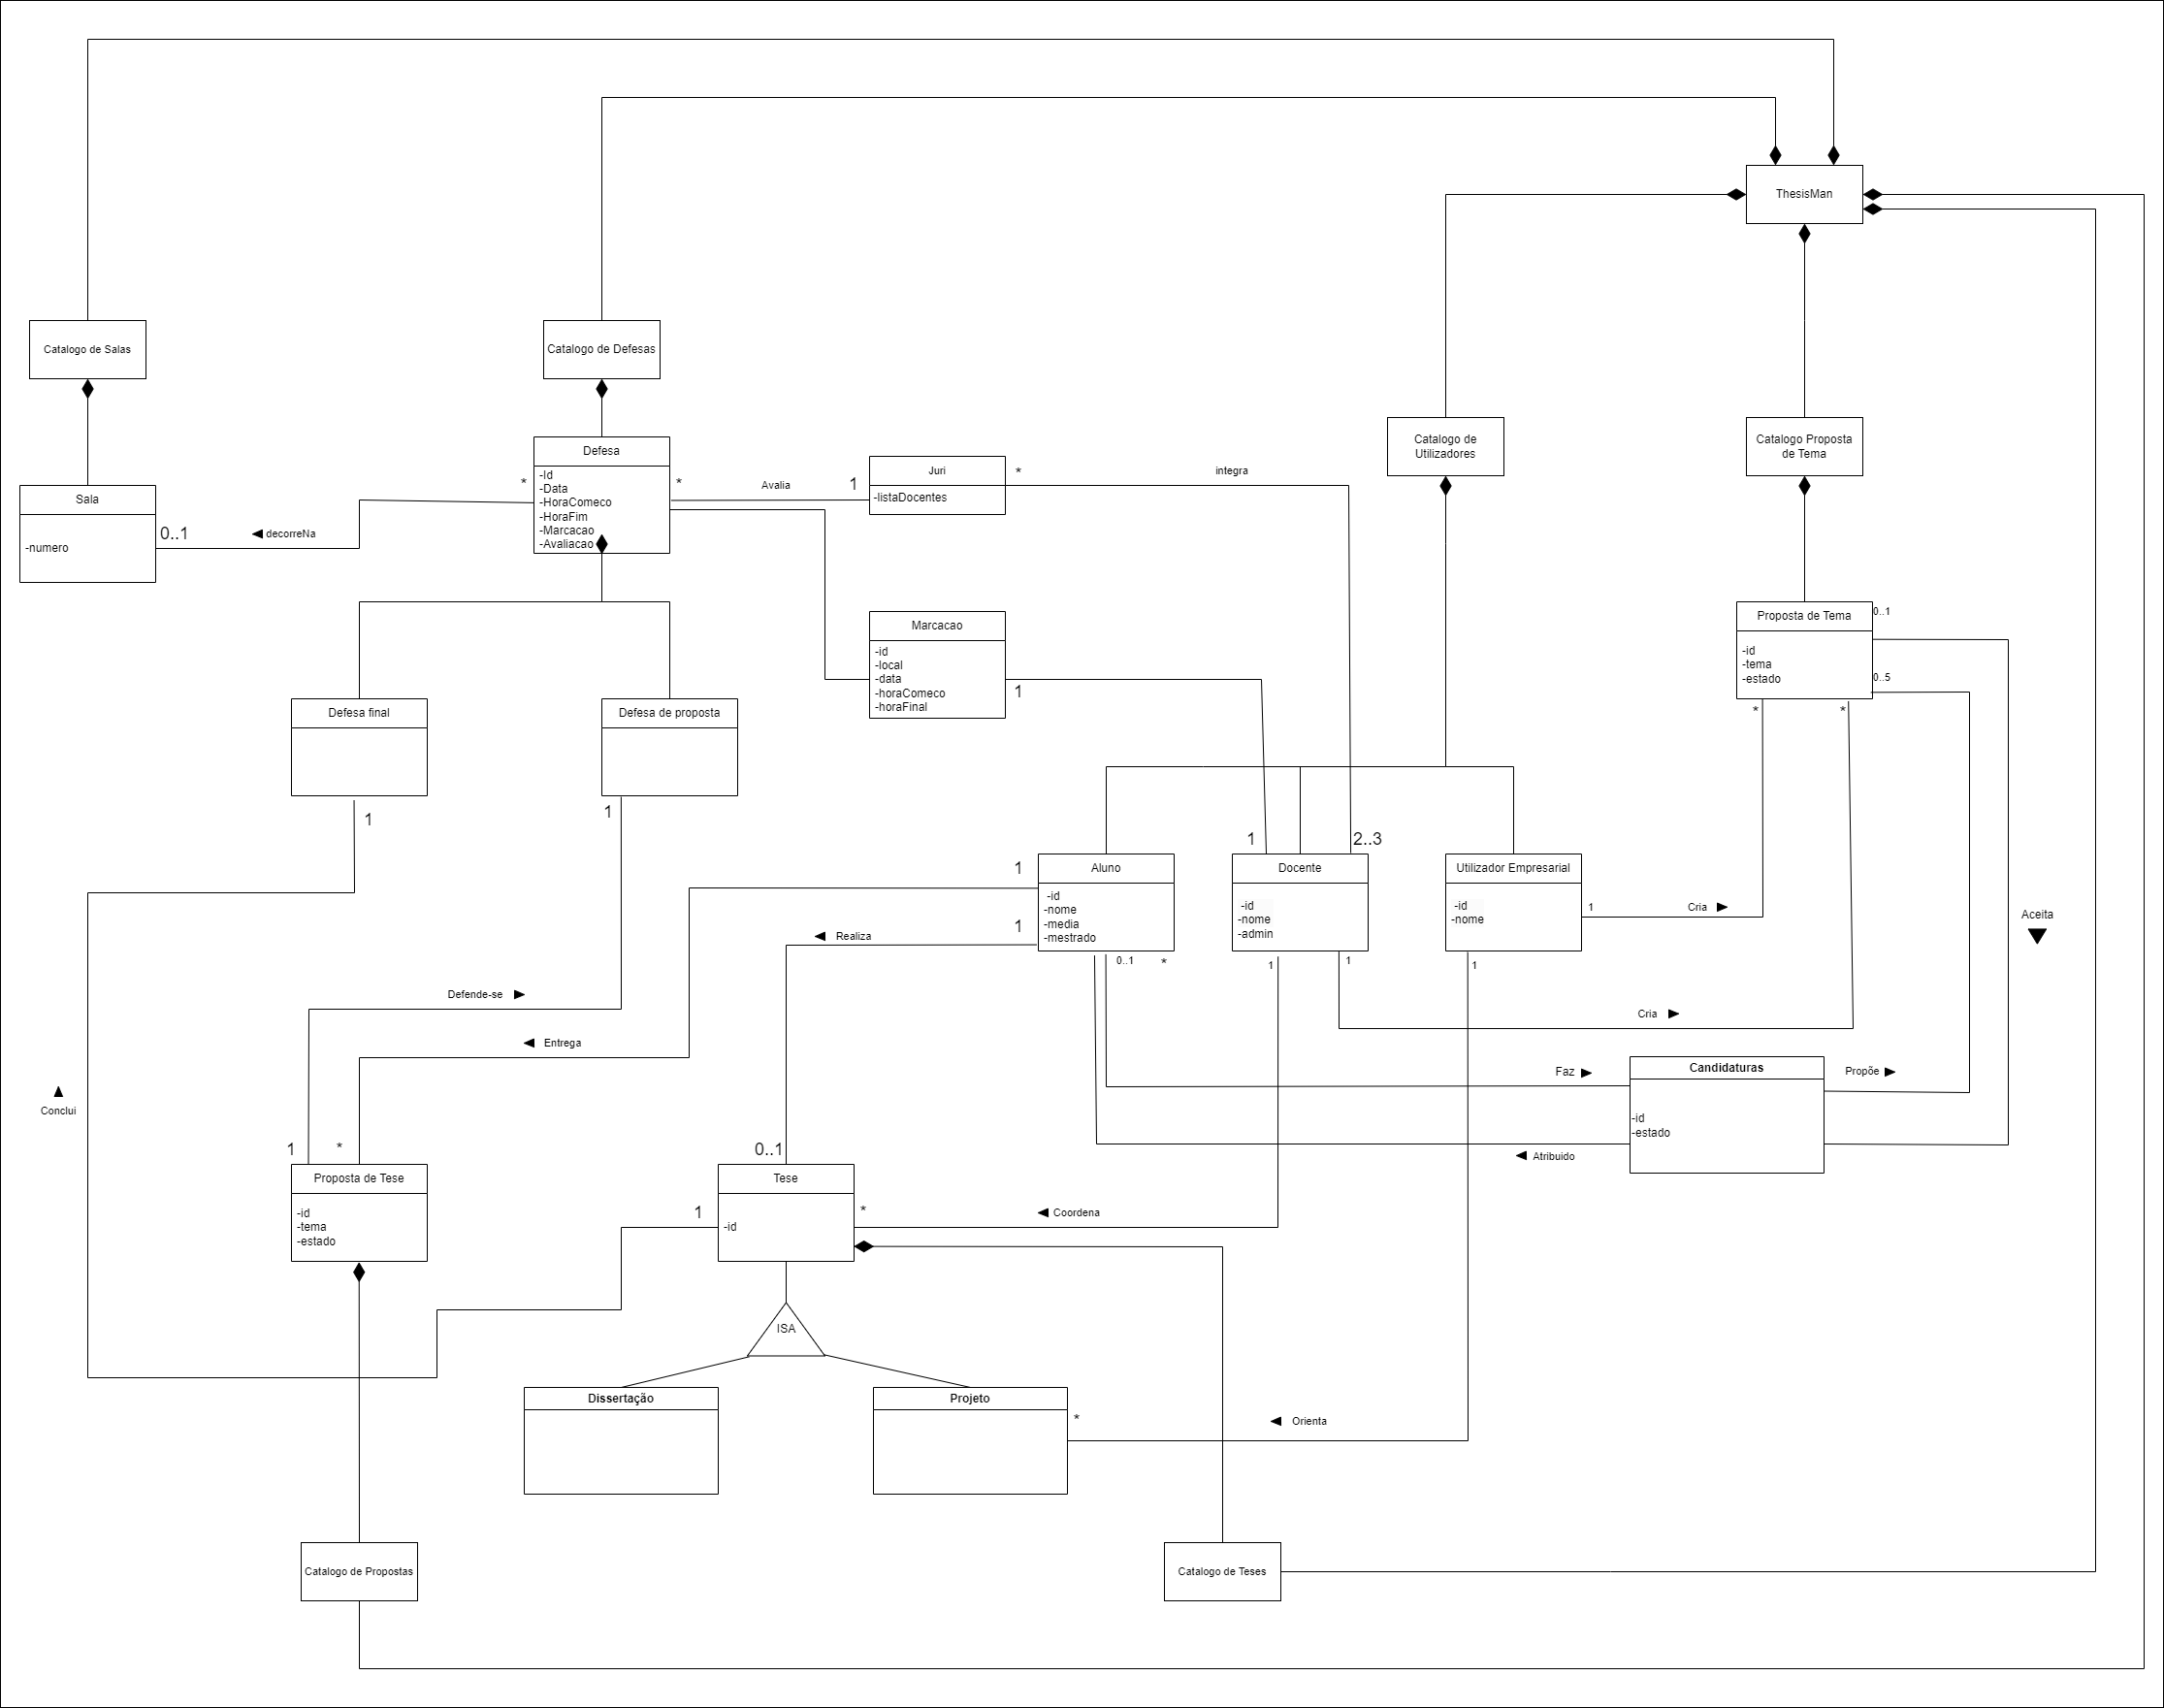 ThesisMan
Catalogo de Salas
Catalogo de Defesas
Catalogo de
Utilizadores
Catalogo Proposta
de Tema
Defesa
-Id
-Data
-HoraComeco
-HoraFim
-Marcacao
-Avaliacao
*
*
Avalia
1
Juri
-listaDocentes
*
integra
Sala
-numero
0..1
decorreNa
Marcacao
-id
-local
-data
-horaComeco
-horaFinal
1
Proposta de Tema
-id
-tema
-estado
0..1
0..5
*
*
Defesa final
Defesa de proposta
1
1
1
2..3
1
Aluno
-id
-nome
-media
-mestrado
1
0..1
*
Docente
-id
-nome
-admin
1
1
Utilizador Empresarial
-id
-nome
1
1
Cria
Aceita
Realiza
Defende-se
Cria
Entrega
Faz
Candidaturas
-id
-estado
Propõe
Atribuido
Conclui
1
*
0..1
Proposta de Tese
-id
-tema
-estado
Tese
-id
1
*
Coordena
ISA
Dissertação
Projeto
*
Orienta
Catalogo de Propostas
Catalogo de Teses